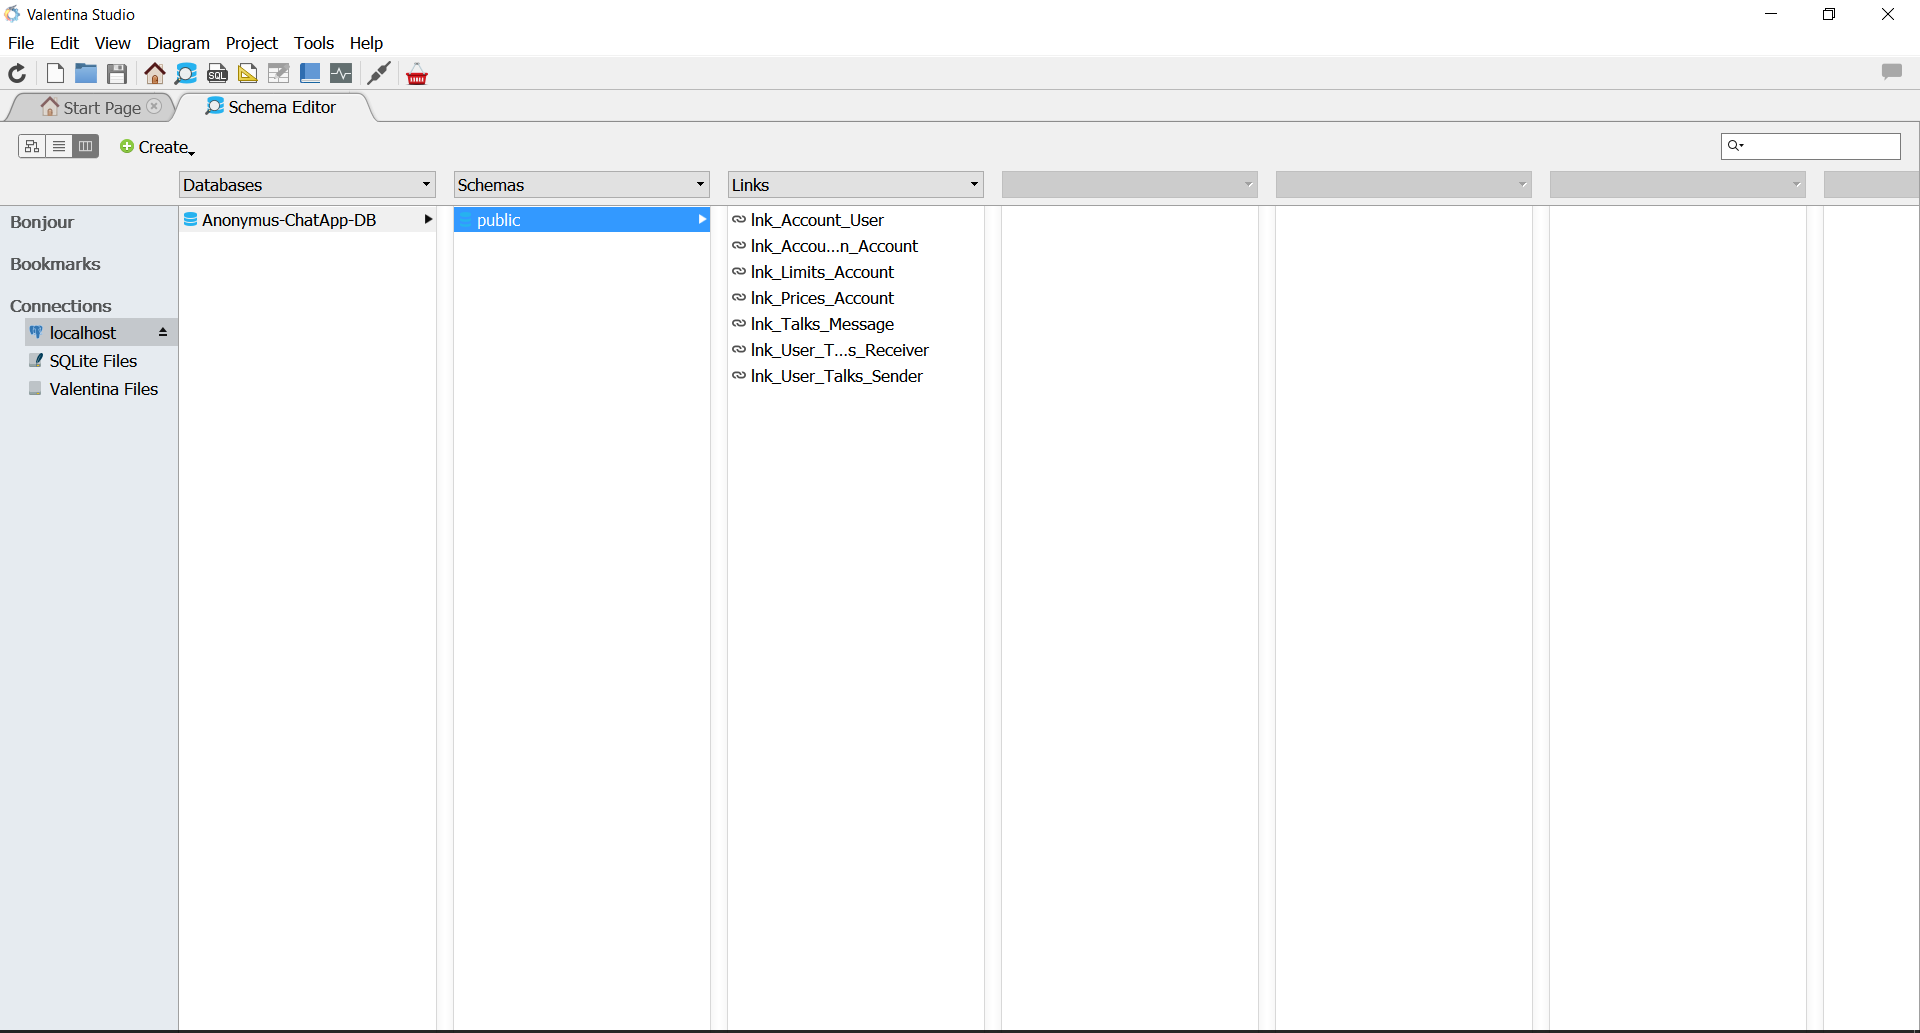 Valentina Studio
File Edit View Diagram Project Tools Help
SQL
Start Page Schema Editor
Create
Databases Schemas Links
Bonjour
Bookmarks
Connections
localhost
SQLite Files
Valentina Files
Anonymus-ChatApp-DB
public
lnk_Account_User
lnk_Accou...n_Account
lnk_Limits_Account
lnk_Prices_Account
lnk_Talks_Message
lnk_User_T...s_Receiver
lnk_User_Talks_Sender